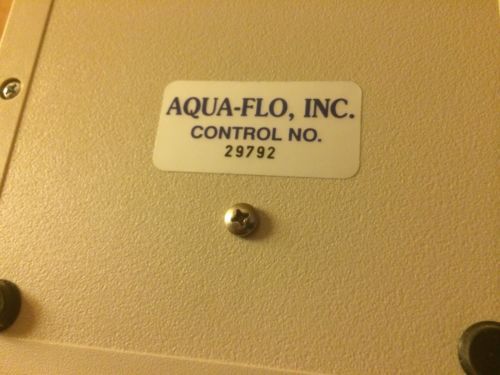 AQUA-FLO, INC.
CONTROL NO.
29792